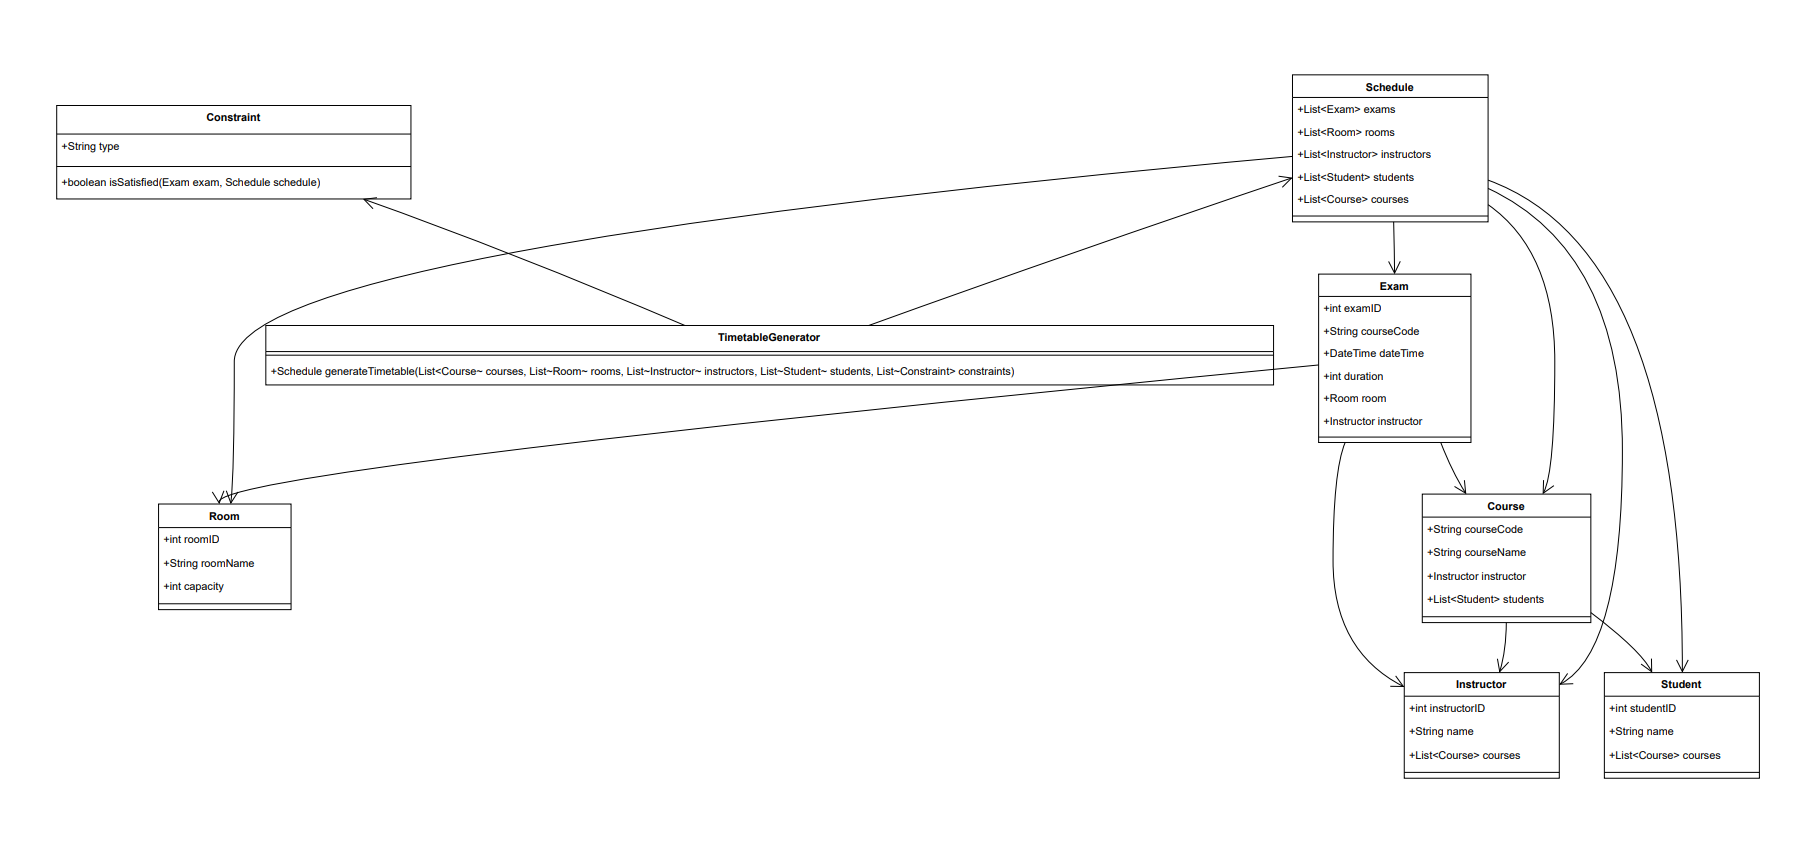 Constraint
+String type
+boolean isSatisfied(Exam exam, Schedule schedule)
Schedule
+List<Exam> exams
+List<Room> rooms
+List<Instructor> instructors
+List<Student> students
+List<Course> courses
TimetableGenerator
+Schedule generateTimetable(List<Course~ courses, List~Room~ rooms, List~Instructor~ instructors, List~Student~ students, List~Constraint> constraints)
Exam
+int examID
+String courseCode
+DateTime dateTime
+int duration
+Room room
+Instructor instructor
Room
+int roomID
+String roomName
+int capacity
Course
+String courseCode
+String courseName
+Instructor instructor
+List<Student> students
Instructor
+int instructorID
+String name
+List<Course> courses
Student
+int studentID
+String name
+List<Course> courses